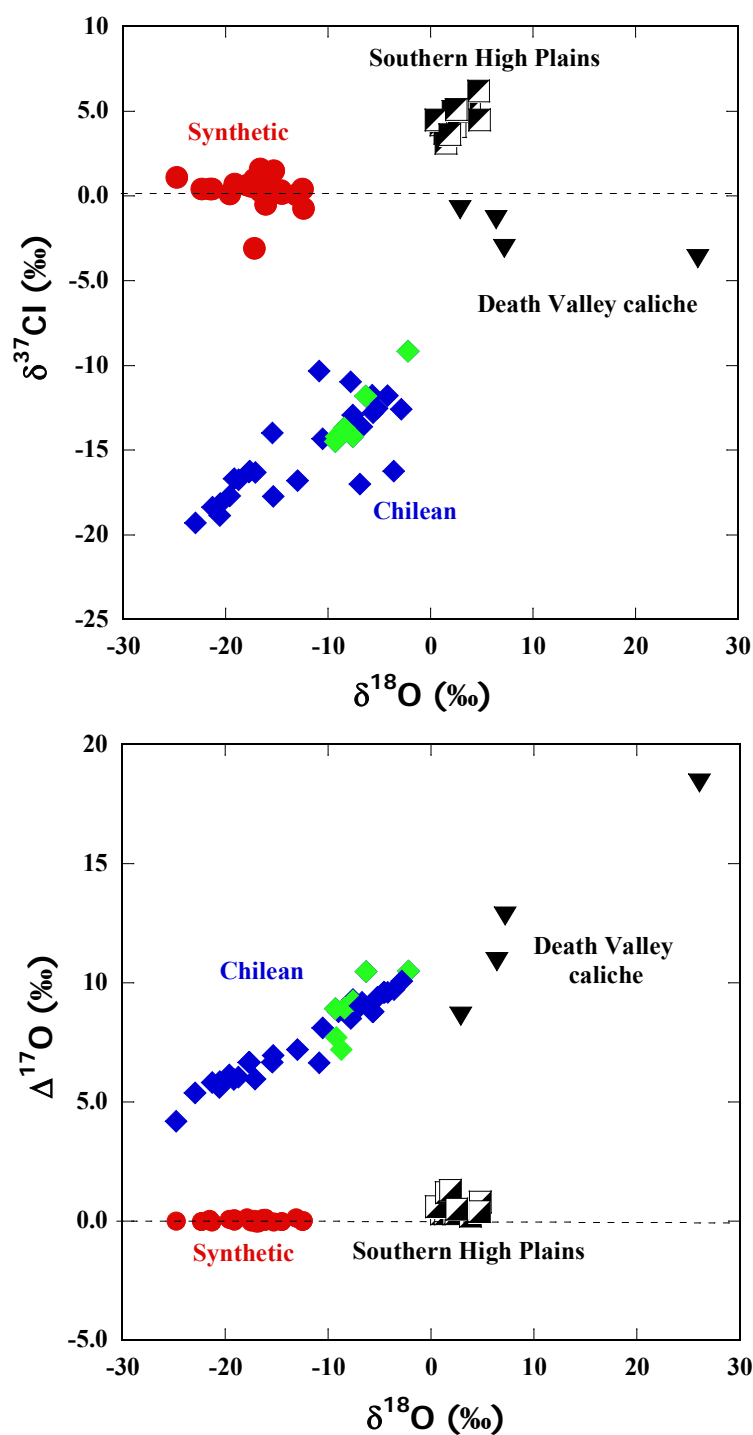 10
5.0
0.0
-5.0
-10
-15
-20
-25
δ³⁷Cl (‰)
Southern High Plains
Synthetic
Death Valley caliche
Chilean
-30 -20 -10 0 10 20 30
δ¹⁸O (‰)
20
15
10
5.0
0.0
-5.0
Δ¹⁷O (‰)
Death Valley
caliche
Chilean
Synthetic
Southern High Plains
-30 -20 -10 0 10 20 30
δ¹⁸O (‰)